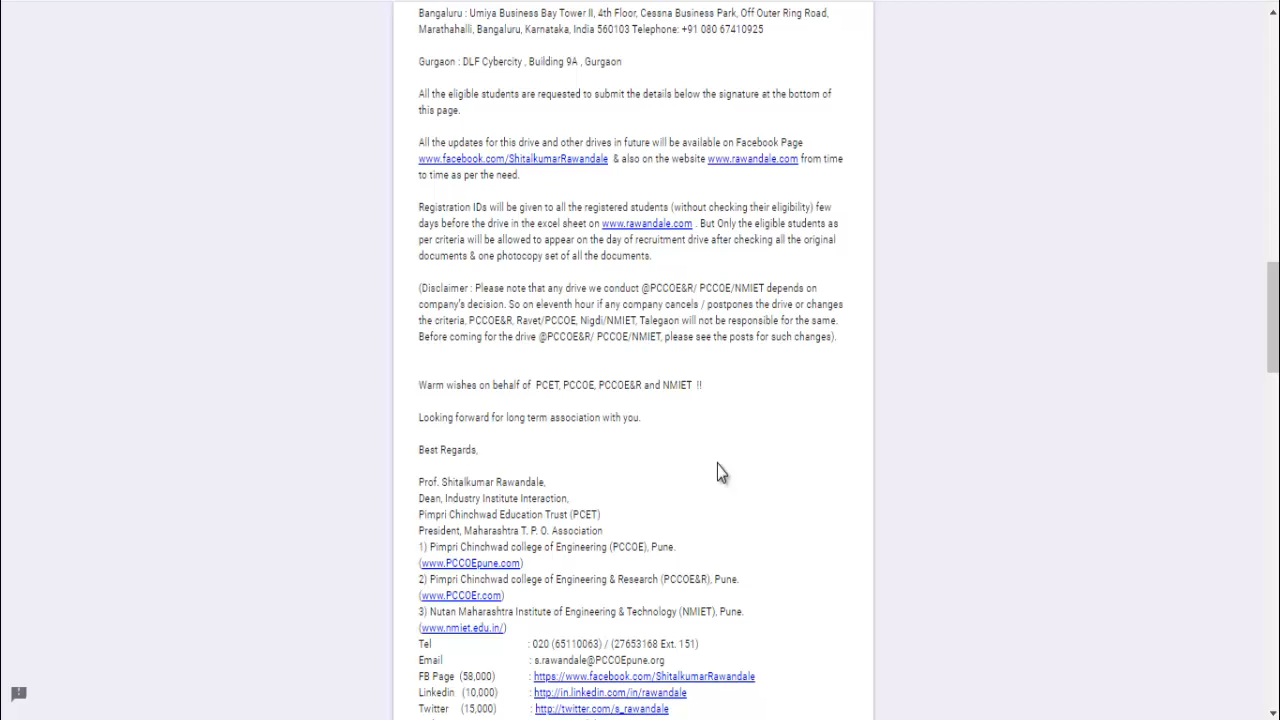 Bangaluru : Umiya Business Bay Tower II, 4th Floor, Cessna Business Park, Off Outer Ring Road,
Marathahalli, Bangaluru, Karnataka, India 560103 Telephone: +91 080 67410925
Gurgaon : DLF Cybercity , Building 9A , Gurgaon
All the eligible students are requested to submit the details below the signature at the bottom of
this page.
All the updates for this drive and other drives in future will be available on Facebook Page
www.facebook.com/ShitalkumarRawandale & also on the website www.rawandale.com from time
to time as per the need.
Registration IDs will be given to all the registered students (without checking their eligibility) few
days before the drive in the excel sheet on www.rawandale.com . But Only the eligible students as
per criteria will be allowed to appear on the day of recruitment drive after checking all the original
documents & one photocopy set of all the documents.
(Disclaimer : Please note that any drive we conduct @PCCOE&R/ PCCOE/NMIET depends on
company's decision. So on eleventh hour if any company cancels / postpones the drive or changes
the criteria, PCCOE&R, Ravet/PCCOE, Nigdi/NMIET, Talegaon will not be responsible for the same.
Before coming for the drive @PCCOE&R/ PCCOE/NMIET, please see the posts for such changes).
Warm wishes on behalf of PCET, PCCOE, PCCOE&R and NMIET !!
Looking forward for long term association with you.
Best Regards,
Prof. Shitalkumar Rawandale,
Dean, Industry Institute Interaction,
Pimpri Chinchwad Education Trust (PCET)
President, Maharashtra T. P. O. Association
1) Pimpri Chinchwad college of Engineering (PCCOE), Pune.
(www.PCCOEpune.com)
2) Pimpri Chinchwad college of Engineering & Research (PCCOE&R), Pune.
(www.PCCOEr.com)
3) Nutan Maharashtra Institute of Engineering & Technology (NMIET), Pune.
(www.nmiet.edu.in/)
Tel : 020 (65110063) / (27653168 Ext. 151)
Email : s.rawandale@PCCOEpune.org
FB Page (58,000) : https://www.facebook.com/ShitalkumarRawandale
Linkedin (10,000) : http://in.linkedin.com/in/rawandale
Twitter (15,000) : http://twitter.com/s_rawandale